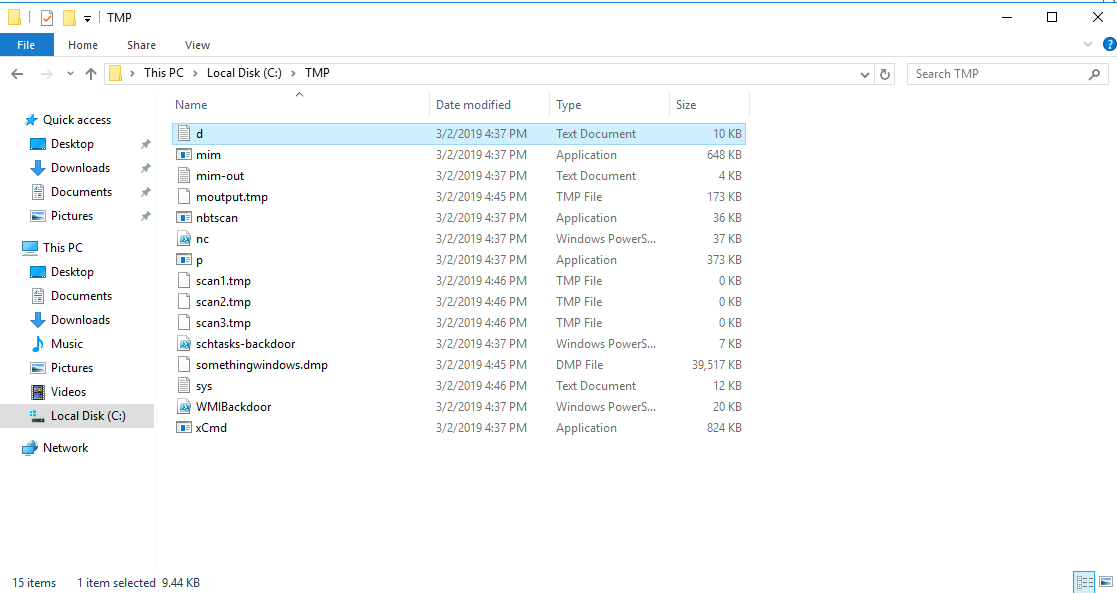 TMP
File Home Share View
This PC Local Disk (C:) TMP
Search TMP
Name Date modified Type Size
Quick access
Desktop
Downloads
Documents
Pictures
This PC
Desktop
Documents
Downloads
Music
Pictures
Videos
Local Disk (C:)
Network
d 3/2/2019 4:37 PM Text Document 10 KB
mim 3/2/2019 4:37 PM Application 648 KB
mim-out 3/2/2019 4:37 PM Text Document 4 KB
moutput.tmp 3/2/2019 4:45 PM TMP File 173 KB
nbtscan 3/2/2019 4:37 PM Application 36 KB
nc 3/2/2019 4:37 PM Windows PowerS... 37 KB
p 3/2/2019 4:37 PM Application 373 KB
scan1.tmp 3/2/2019 4:46 PM TMP File 0 KB
scan2.tmp 3/2/2019 4:46 PM TMP File 0 KB
scan3.tmp 3/2/2019 4:46 PM TMP File 0 KB
schtasks-backdoor 3/2/2019 4:37 PM Windows PowerS... 7 KB
somethingwindows.dmp 3/2/2019 4:45 PM DMP File 39,517 KB
sys 3/2/2019 4:46 PM Text Document 12 KB
WMIBackdoor 3/2/2019 4:37 PM Windows PowerS... 20 KB
xCmd 3/2/2019 4:37 PM Application 824 KB
15 items 1 item selected 9.44 KB